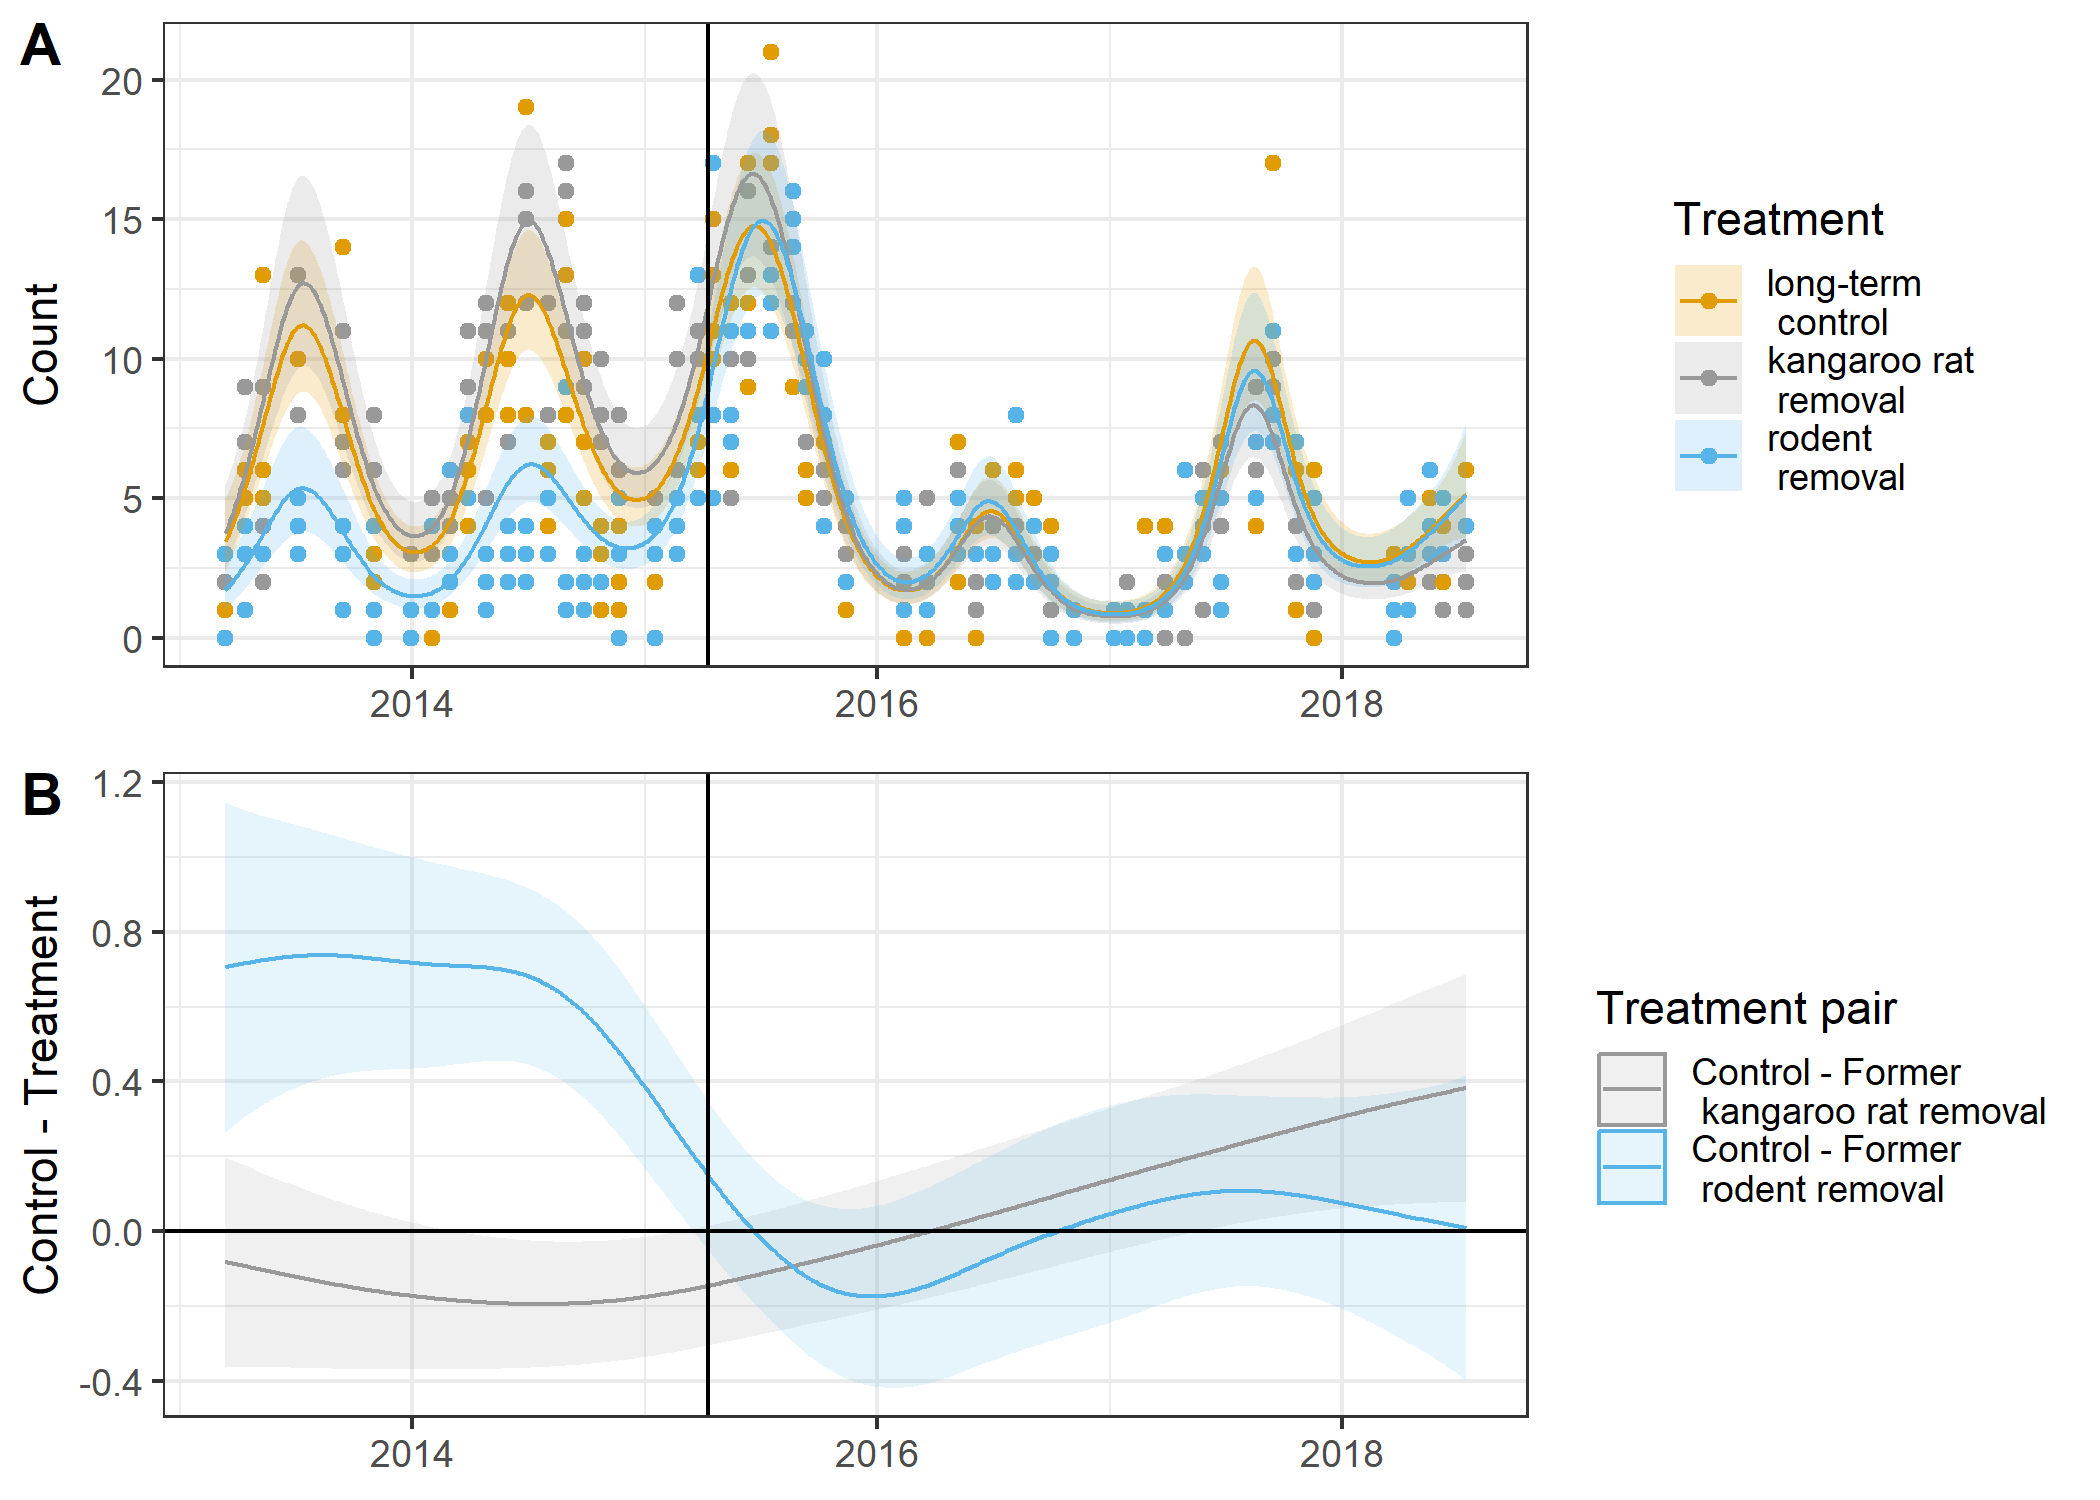 A
20
15
10
5
0
Count
2014
2016
2018
Treatment
long-term
control
kangaroo rat
removal
rodent
removal
B
1.2
0.8
0.4
0.0
-0.4
Control - Treatment
2014
2016
2018
Treatment pair
Control - Former
kangaroo rat removal
Control - Former
rodent removal